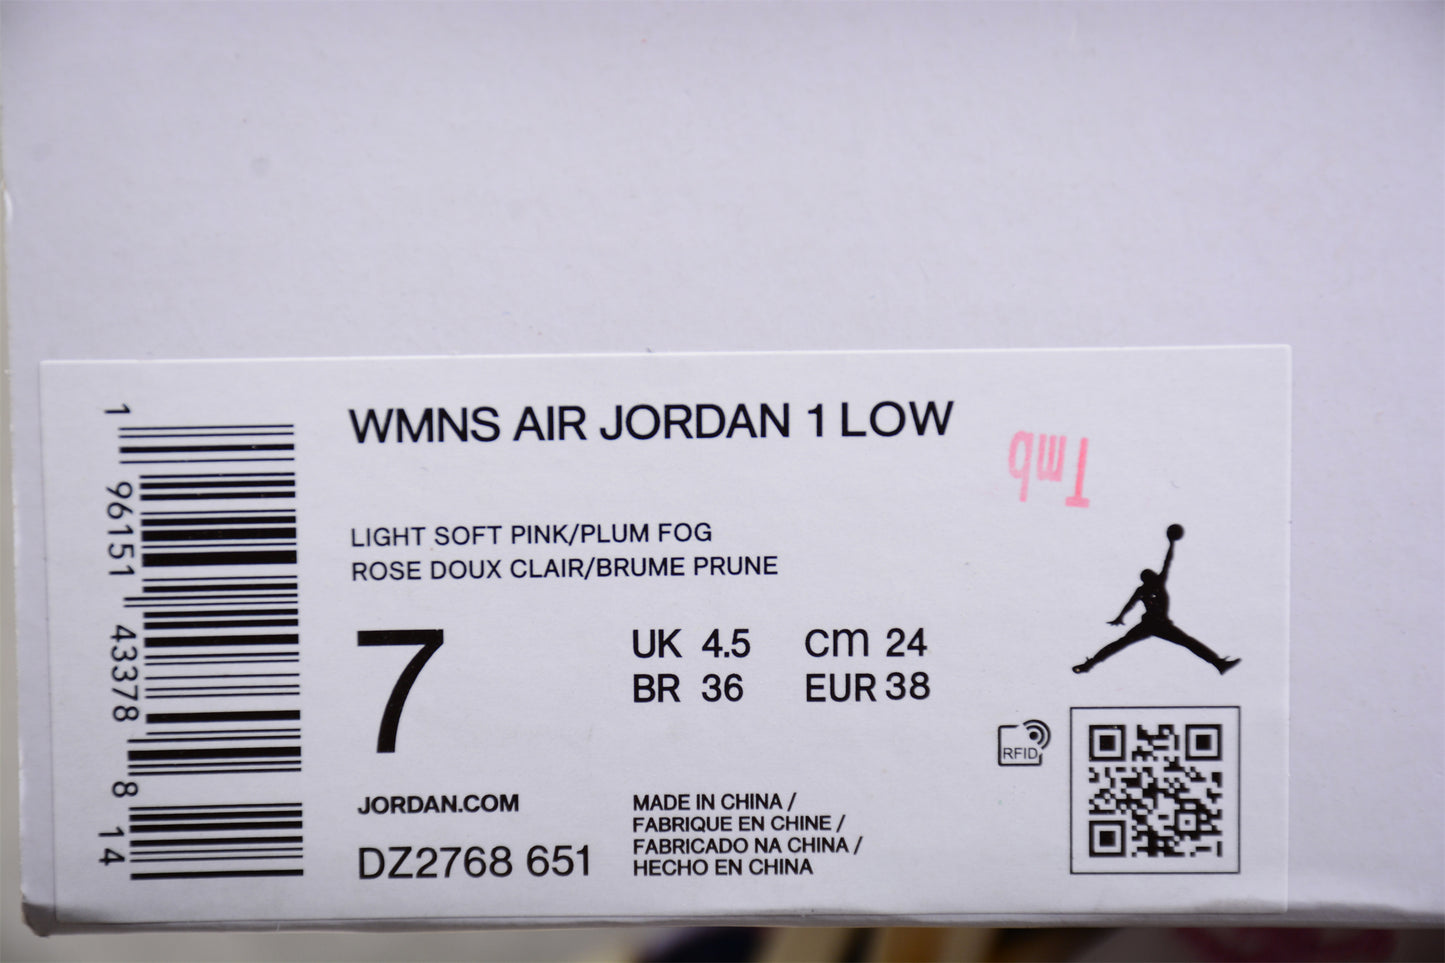 WMNS AIR JORDAN 1 LOW
Tmb
LIGHT SOFT PINK/PLUM FOG
ROSE DOUX CLAIR/BRUME PRUNE
7
UK 4.5
CM 24
BR 36
EUR 38
RFID
JORDAN.COM
DZ2768 651
MADE IN CHINA /
FABRIQUE EN CHINE /
FABRICADO NA CHINA /
HECHO EN CHINA
1 96151 43378 8 14